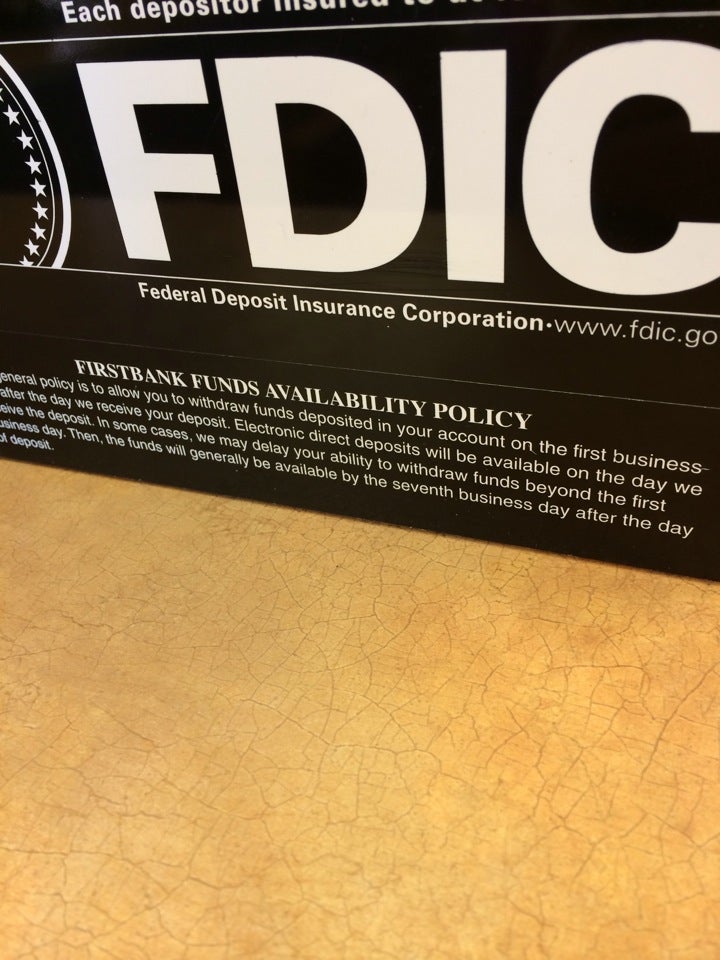 Each depositor insured to at
FDIC
Federal Deposit Insurance Corporation•www.fdic.go
FIRSTBANK FUNDS AVAILABILITY POLICY
eneral policy is to allow you to withdraw funds deposited in your account on the first business
after the day we receive your deposit. Electronic direct deposits will be available on the day we
eive the deposit. In some cases, we may delay your ability to withdraw funds beyond the first
usiness day. Then, the funds will generally be available by the seventh business day after the day
of deposit.